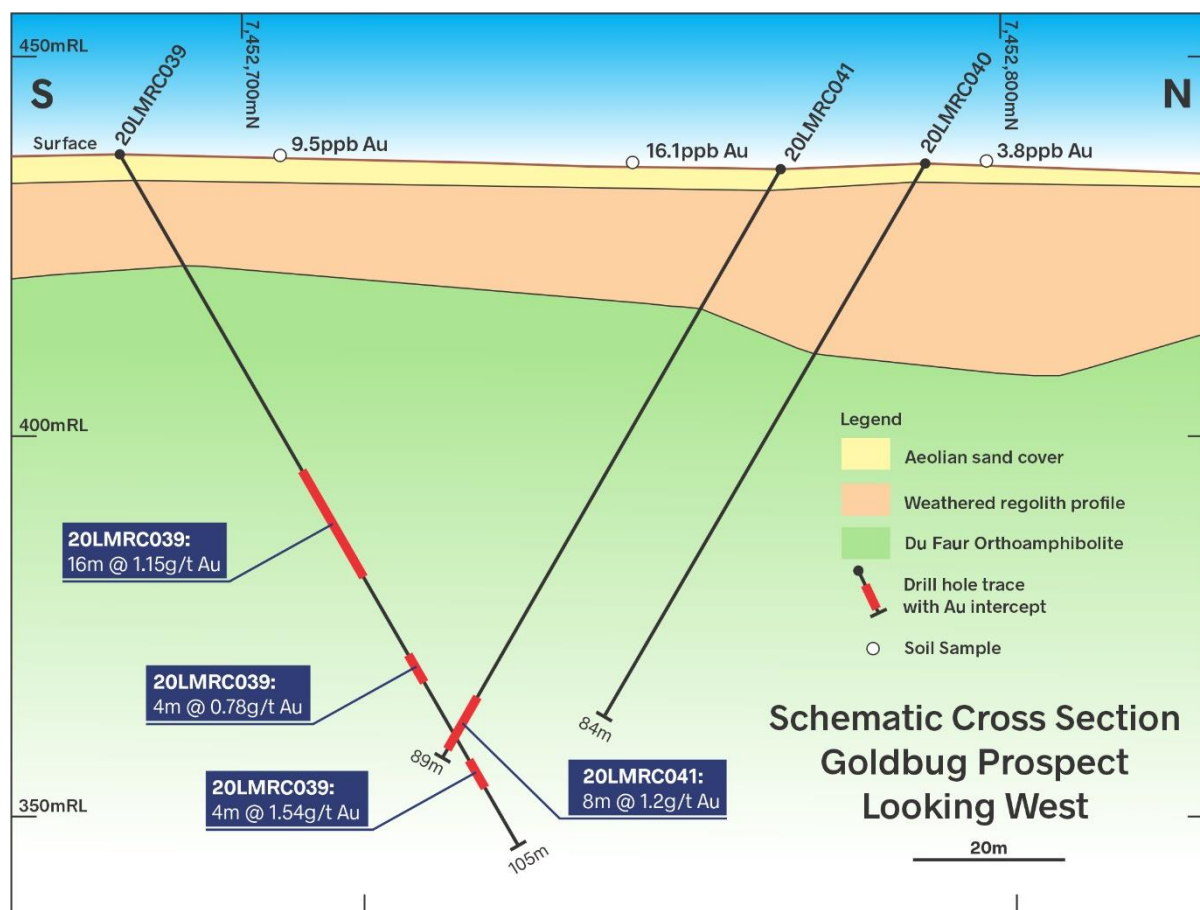 450mRL
7,452,700mN
7,452,800mN
S
N
20LMRC039
20LMRC041
20LMRC040
Surface
9.5ppb Au
16.1ppb Au
3.8ppb Au
400mRL
Legend
Aeolian sand cover
Weathered regolith profile
Du Faur Orthoamphibolite
Drill hole trace
with Au intercept
Soil Sample
20LMRC039:
16m @ 1.15g/t Au
20LMRC039:
4m @ 0.78g/t Au
89m
84m
20LMRC039:
4m @ 1.54g/t Au
20LMRC041:
8m @ 1.2g/t Au
Schematic Cross Section
Goldbug Prospect
Looking West
350mRL
105m
20m